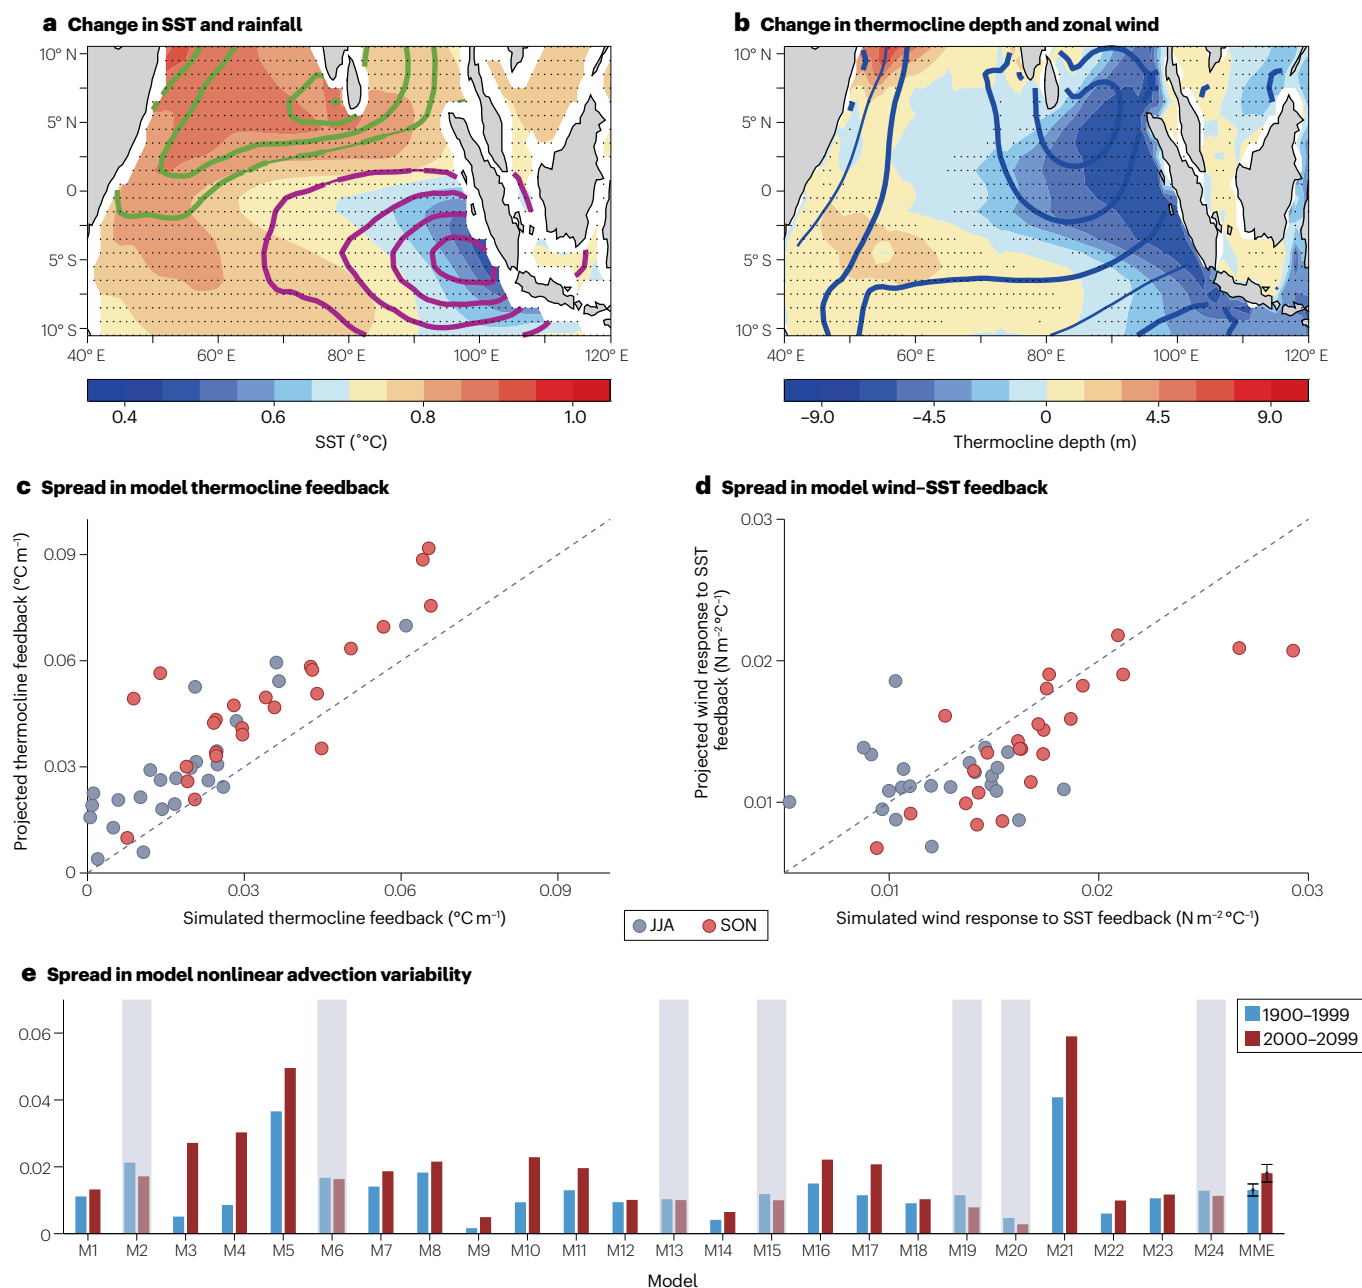 a Change in SST and rainfall
10° N
5° N
0
5° S
10° S
40° E 60° E 80° E 100° E 120° E
0.4 0.6 0.8 1.0
SST (°C)
b Change in thermocline depth and zonal wind
10° N
5° N
0
5° S
10° S
40° E 60° E 80° E 100° E 120° E
–9.0 –4.5 0 4.5 9.0
Thermocline depth (m)
c Spread in model thermocline feedback
Projected thermocline feedback (°C m⁻¹)
0.09
0.06
0.03
0
0 0.03 0.06 0.09
Simulated thermocline feedback (°C m⁻¹)
d Spread in model wind–SST feedback
Projected wind response to SST
feedback (N m⁻² °C⁻¹)
0.03
0.02
0.01
0.01 0.02 0.03
Simulated wind response to SST feedback (N m⁻² °C⁻¹)
JJA SON
e Spread in model nonlinear advection variability
1900–1999
2000–2099
0.06
0.04
0.02
0
M1 M2 M3 M4 M5 M6 M7 M8 M9 M10 M11 M12 M13 M14 M15 M16 M17 M18 M19 M20 M21 M22 M23 M24 MME
Model